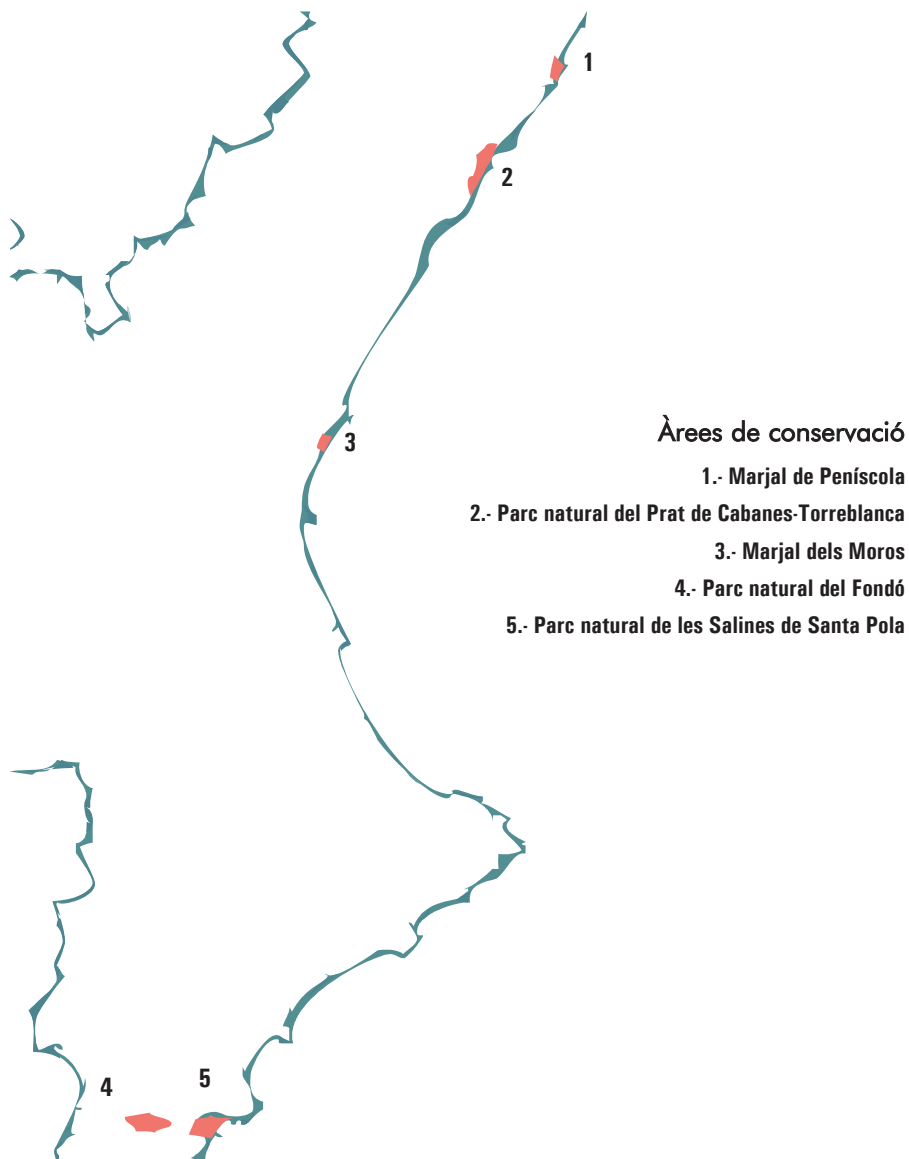 1
2
3
Àrees de conservació
1.- Marjal de Peníscola
2.- Parc natural del Prat de Cabanes-Torreblanca
3.- Marjal dels Moros
4.- Parc natural del Fondó
5.- Parc natural de les Salines de Santa Pola
4
5